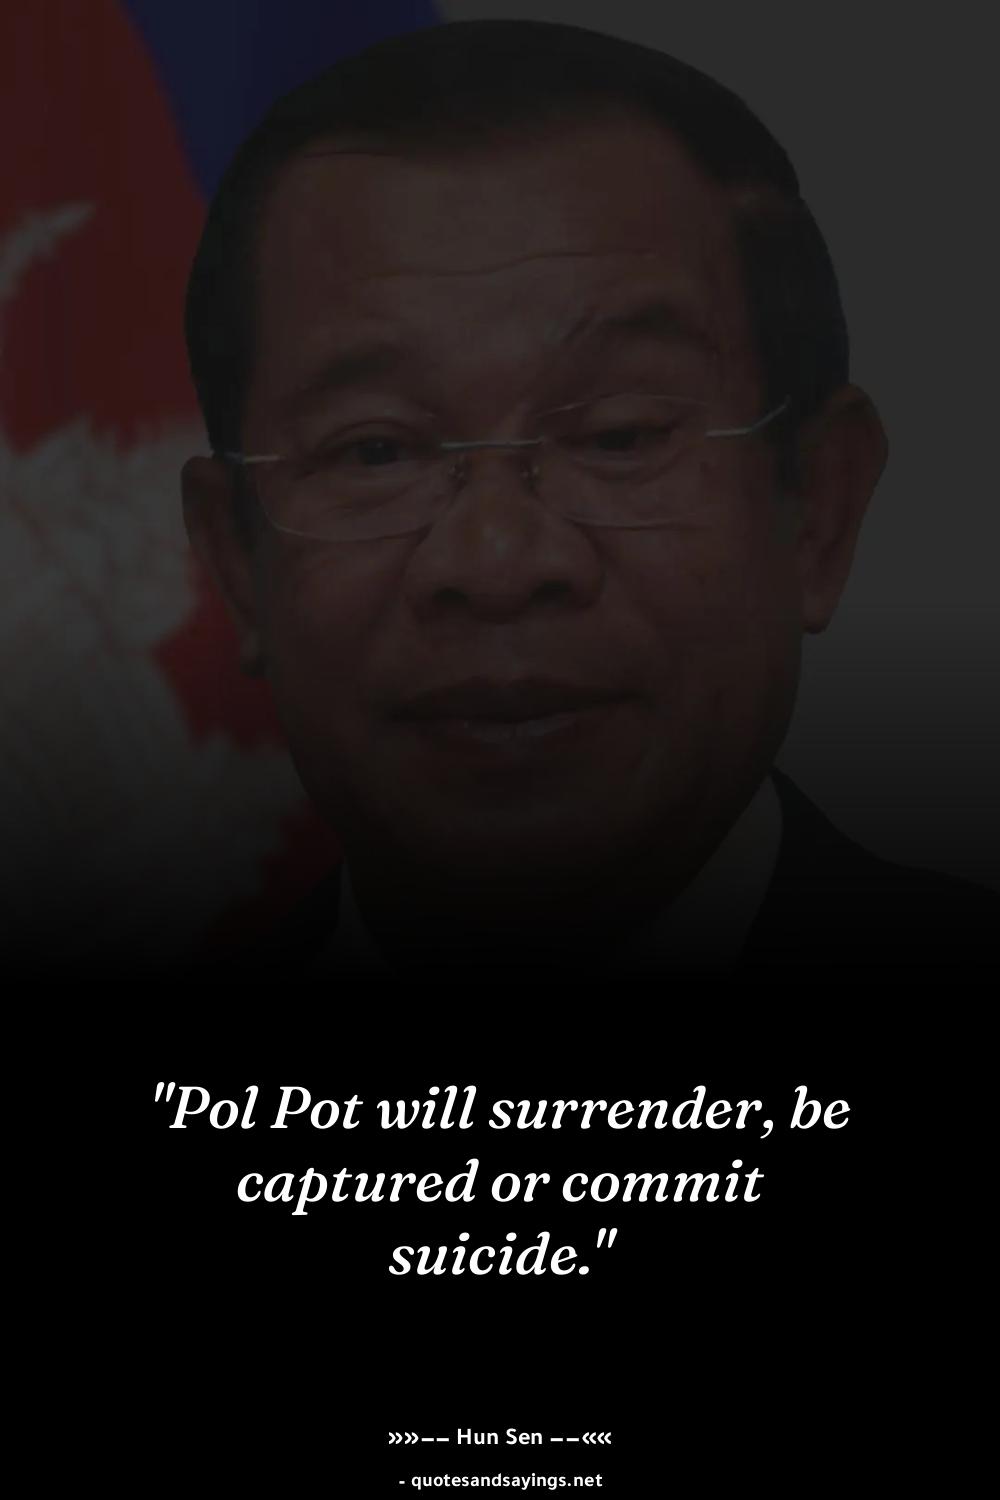 "Pol Pot will surrender, be
captured or commit
suicide."
»»−− Hun Sen −−««
- quotesandsayings.net